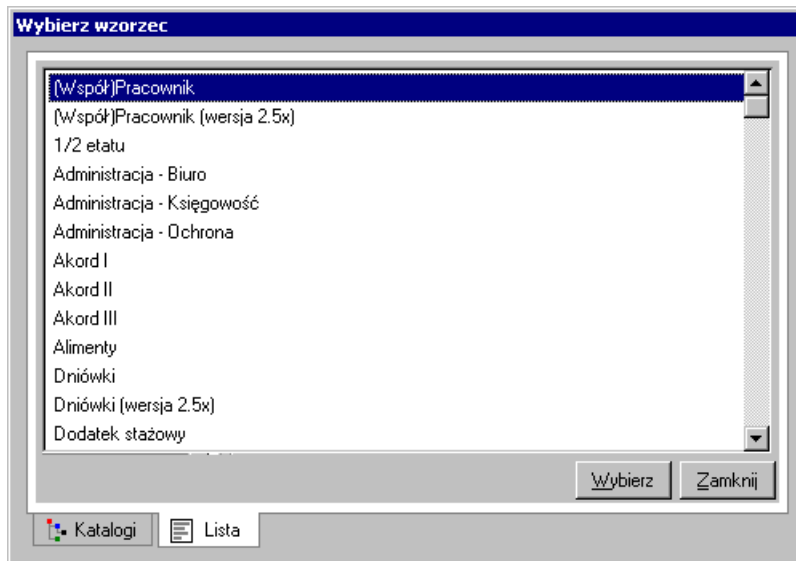 Wybierz wzorzec
(Współ)Pracownik
(Współ)Pracownik (wersja 2.5x)
1/2 etatu
Administracja - Biuro
Administracja - Księgowość
Administracja - Ochrona
Akord I
Akord II
Akord III
Alimenty
Dniówki
Dniówki (wersja 2.5x)
Dodatek stażowy
Wybierz Zamknij
Katalogi Lista